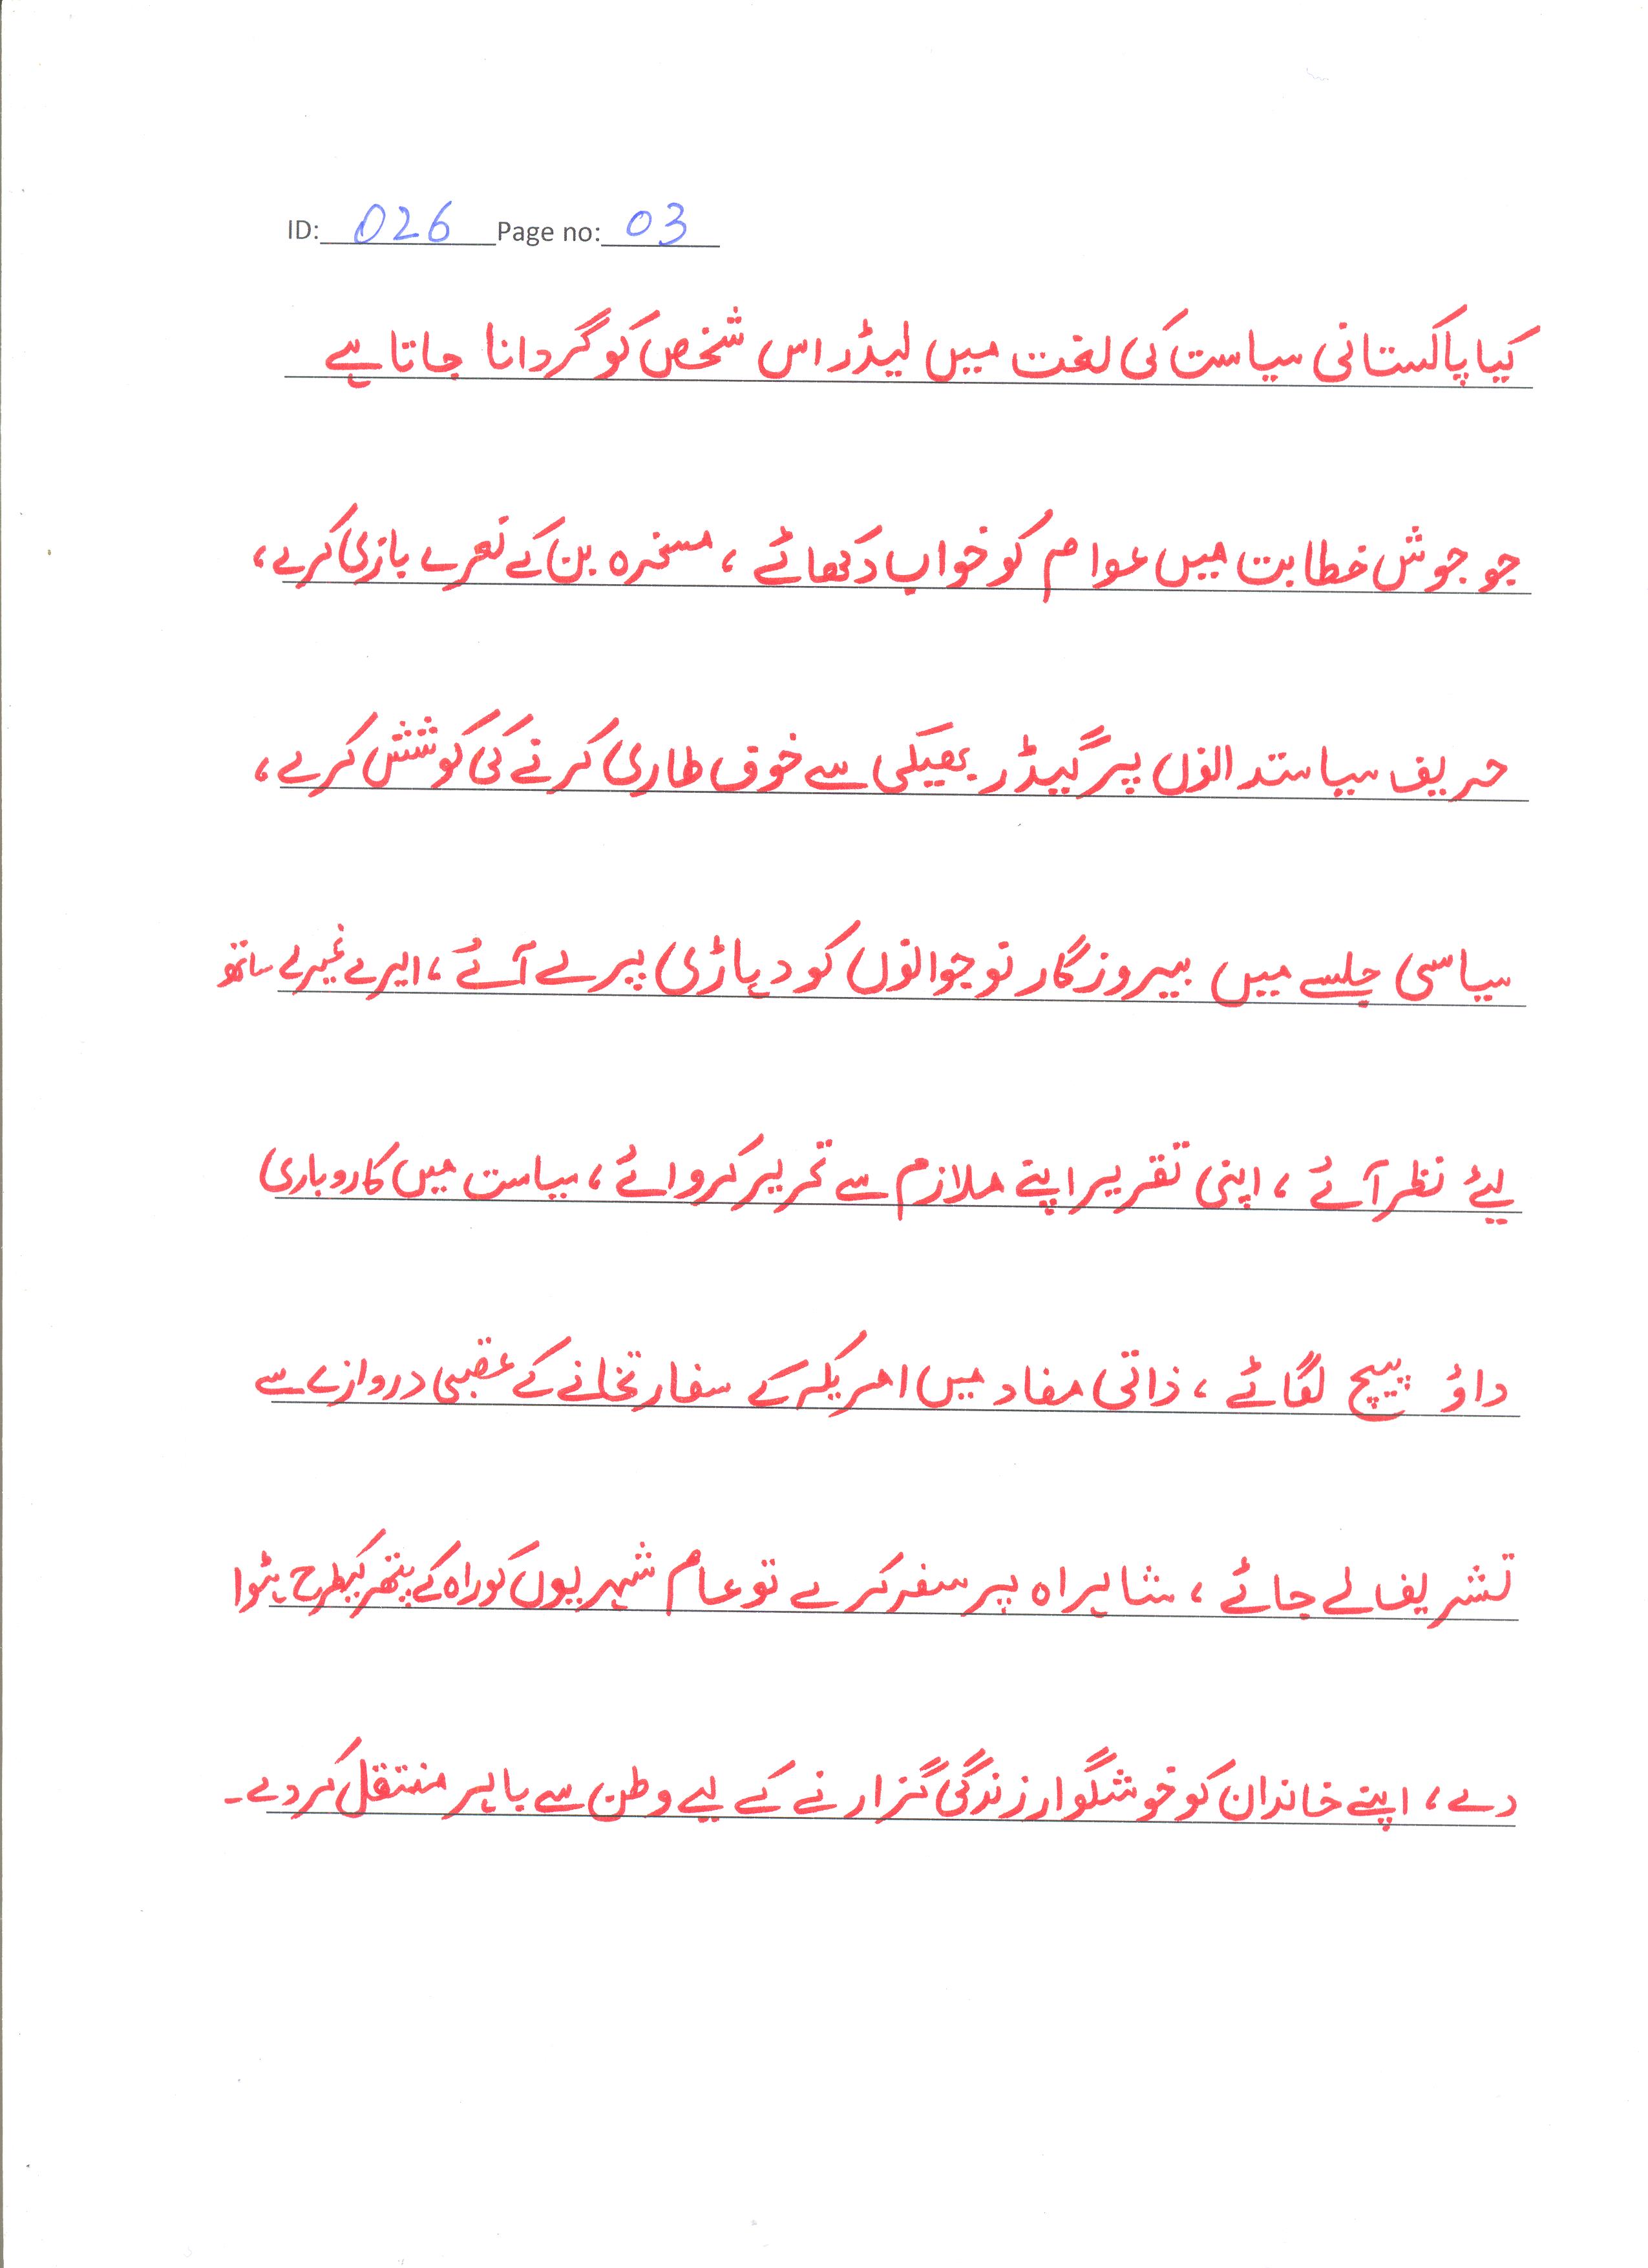 ID: 026 Page no: 03
کیا پاکستانی سیاست کی لغت میں لیڈر اس شخص کو گردانا جاتا ہے
جو جوش خطابت میں عوام کو خواب دکھائے ، مسخرہ بن کے نعرے بازی کرے ،
حریف سیاستدانوں پر گیڈر بھپکی سے خوف طاری کرنے کی کوشش کرے ،
سیاسی جلسے میں بیروزگار نوجوانوں کو دہاڑی پر لے آئے ، ایرے غیرے ساتھ
لیئے نظر آئے ، اپنی تقریر اپنے ملازم سے تحریر کروائے ، سیاست میں کاروباری
داؤ پیچ لگائے ، ذاتی مفاد میں امریکہ کے سفارتخانے کے عقبی دروازے سے
تشریف لے جائے ، شاہراہ پر سفر کرے تو عام شہریوں کو راہ کے پتھر کیطرح ہٹوا
دے ، اپنے خاندان کو خوشگوار زندگی گزارنے کے لیے وطن سے باہر منتقل کر دے۔